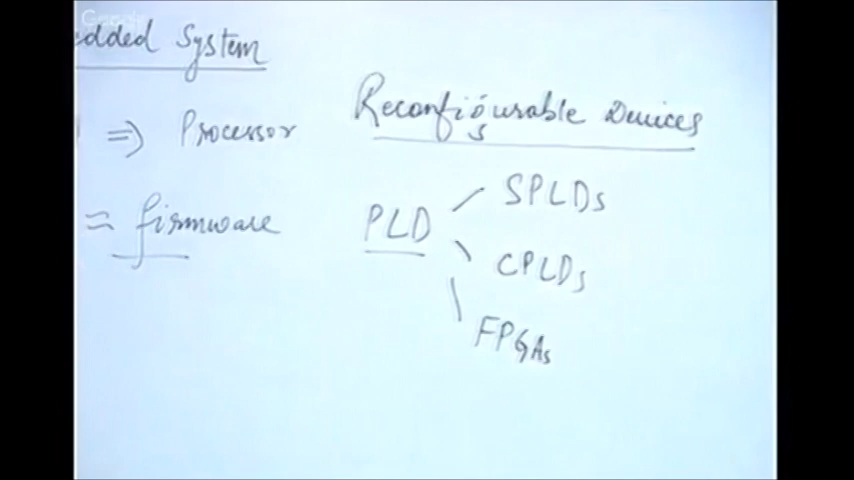 edded System
⇒ Processor
≈ firmware
Reconfigurable Devices
PLD
SPLDs
CPLDs
FPGAs